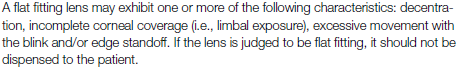 A flat fitting lens may exhibit one or more of the following characteristics: decentra-
tion, incomplete corneal coverage (i.e., limbal exposure), excessive movement with
the blink and/or edge standoff. If the lens is judged to be flat fitting, it should not be
dispensed to the patient.